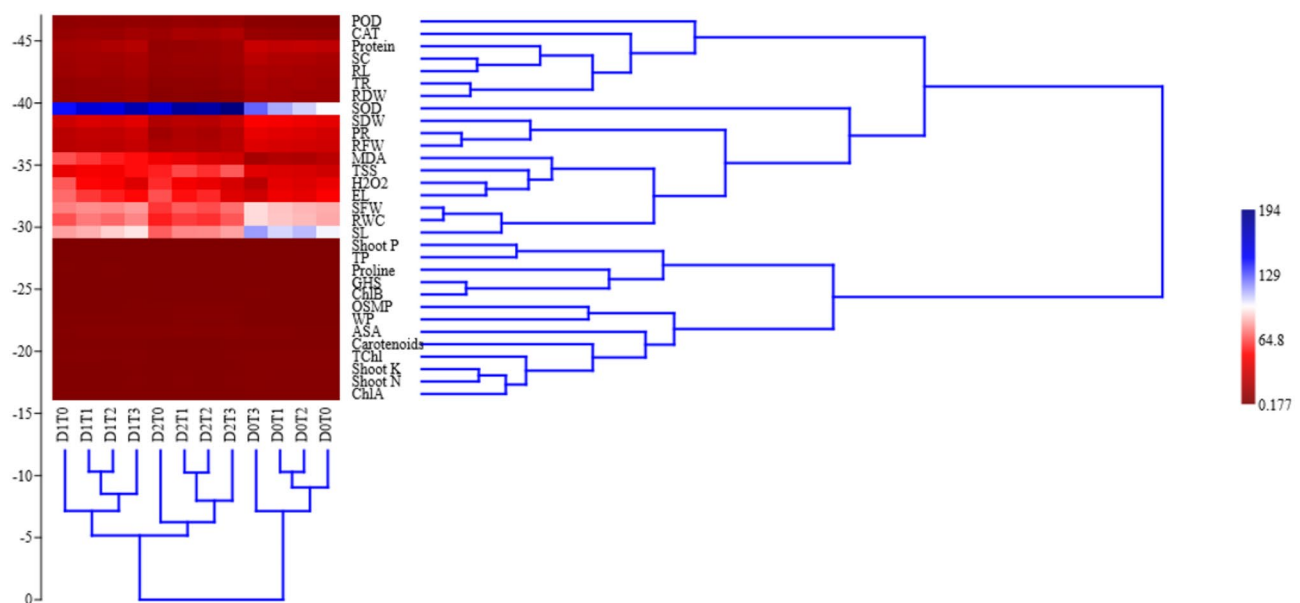 -45
-40
-35
-30
-25
-20
-15
-10
-5
0
POD
CAT
Protein
SC
RL
TR
RDW
SOD
SDW
PR
RFW
MDA
TSS
H2O2
EL
SFW
RWC
SL
Shoot P
TP
Proline
GHS
ChlB
OSMP
WP
ASA
Carotenoids
TChl
Shoot K
Shoot N
ChlA
D1T0
D1T1
D1T2
D1T3
D2T0
D2T1
D2T2
D2T3
D0T3
D0T1
D0T2
D0T0
194
129
64.8
0.177